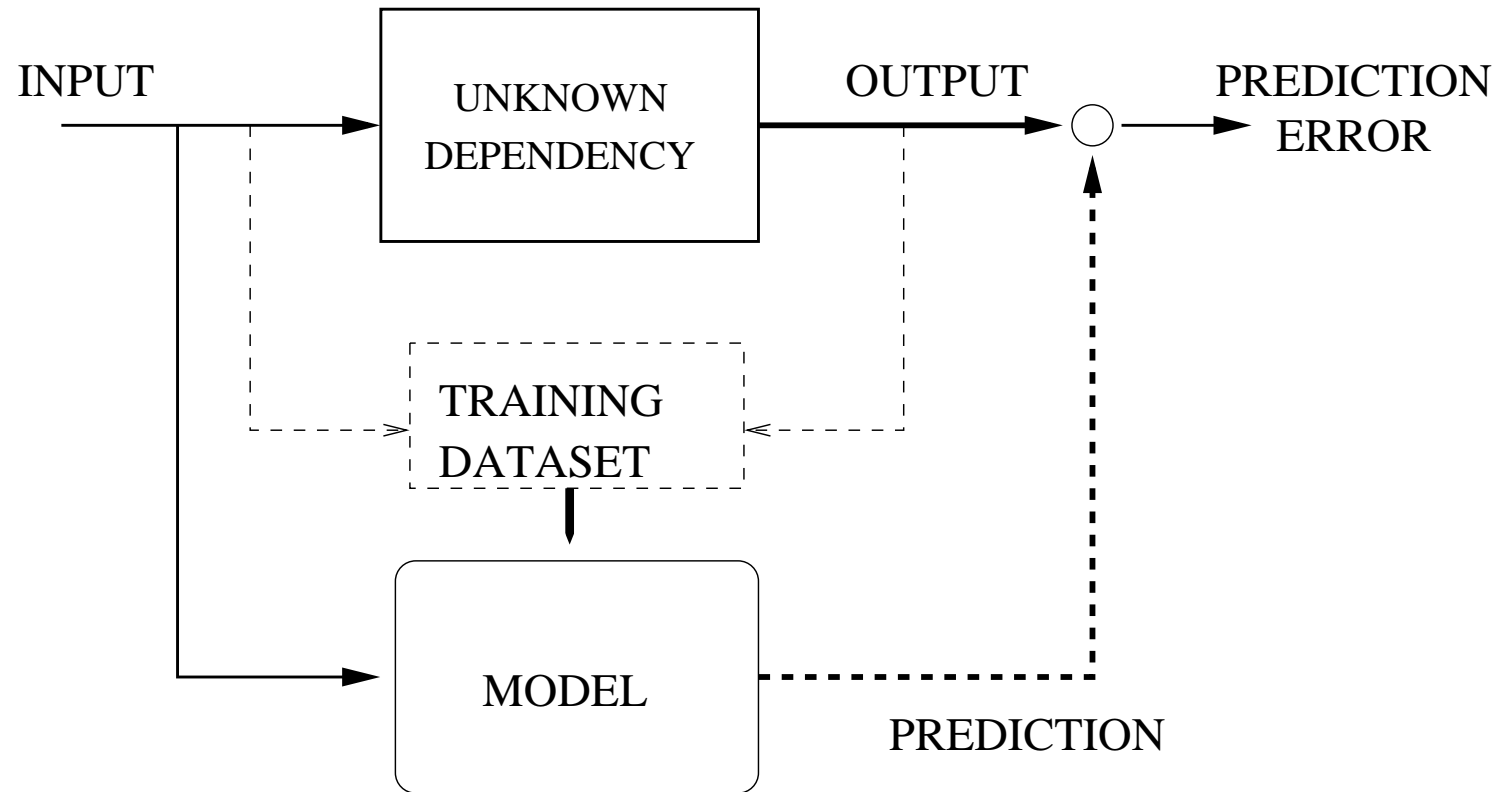 INPUT
UNKNOWN
DEPENDENCY
OUTPUT
PREDICTION
ERROR
TRAINING
DATASET
MODEL
PREDICTION